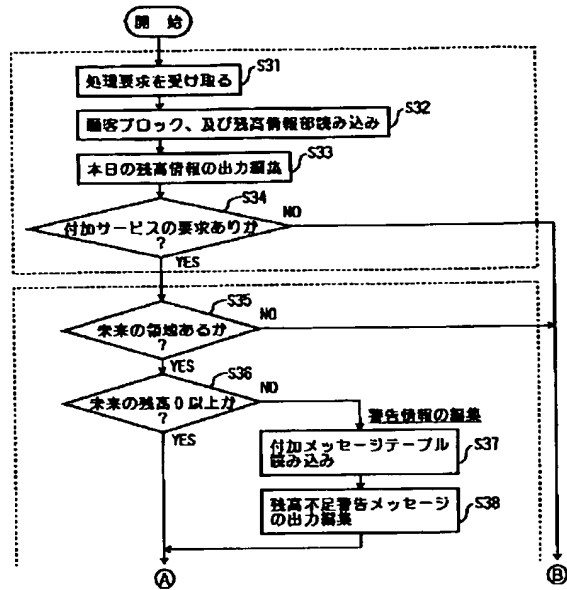 開 始
処理要求を受け取る
S31
顧客ブロック、及び残高情報部読み込み
S32
本日の残高情報の出力編集
S33
付加サービスの要求ありか
?
S34
NO
YES
未来の領域あるか
?
S35
NO
YES
未来の残高0以上か
?
S36
NO
YES
警告情報の編集
付加メッセージテーブル
読み込み
S37
残高不足警告メッセージ
の出力編集
S38
A
B